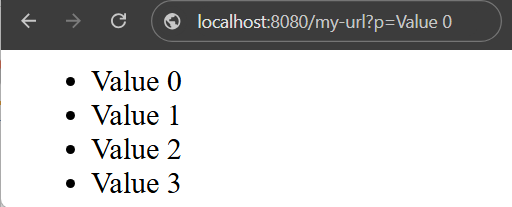 localhost:8080/my-url?p=Value 0
Value 0
Value 1
Value 2
Value 3